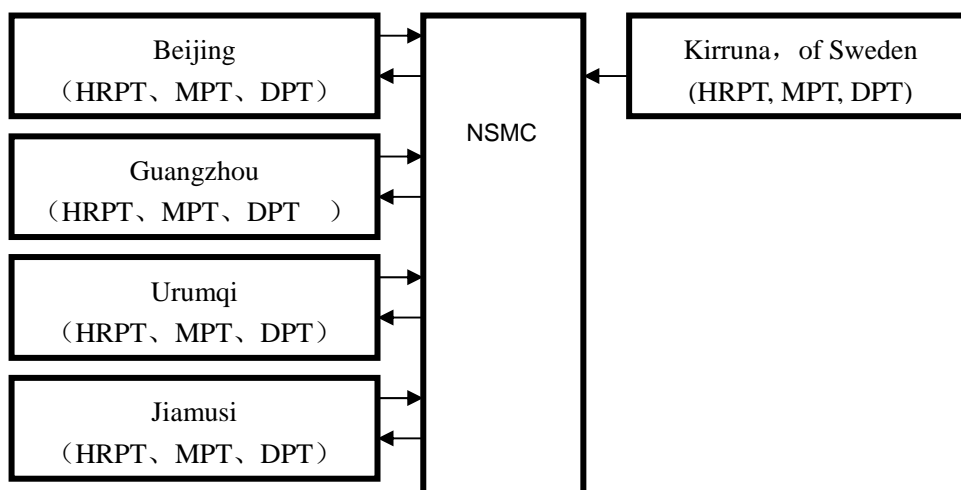 Beijing
（HRPT、MPT、DPT）
Guangzhou
（HRPT、MPT、DPT　）
Urumqi
（HRPT、MPT、DPT）
Jiamusi
（HRPT、MPT、DPT）
NSMC
Kirruna，of Sweden
(HRPT, MPT, DPT)